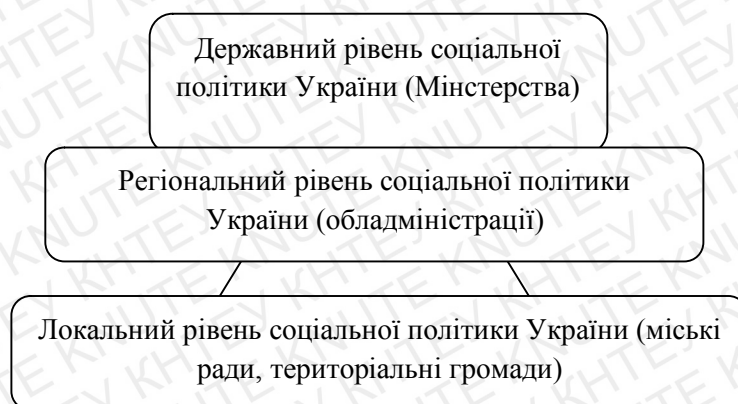 Державний рівень соціальної
політики України (Мінстерства)
Регіональний рівень соціальної політики
України (обладміністрації)
Локальний рівень соціальної політики України (міські
ради, територіальні громади)